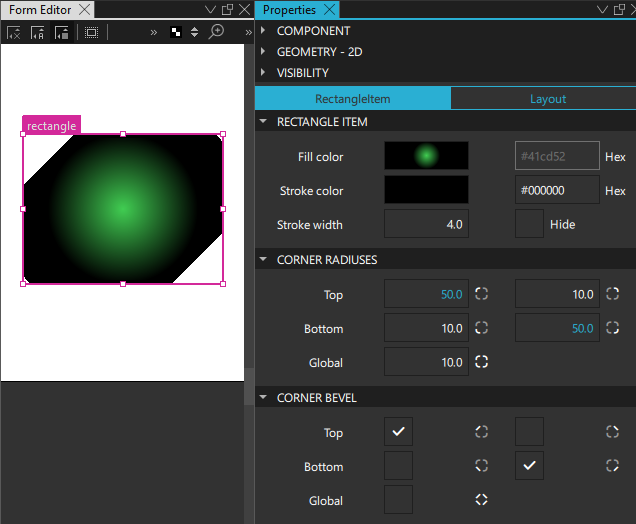 Form Editor
Properties
COMPONENT
GEOMETRY - 2D
VISIBILITY
RectangleItem
Layout
RECTANGLE ITEM
rectangle
Fill color
#41cd52
Hex
Stroke color
#000000
Hex
Stroke width
4.0
Hide
CORNER RADIUSES
Top
50.0
10.0
Bottom
10.0
50.0
Global
10.0
CORNER BEVEL
Top
Bottom
Global